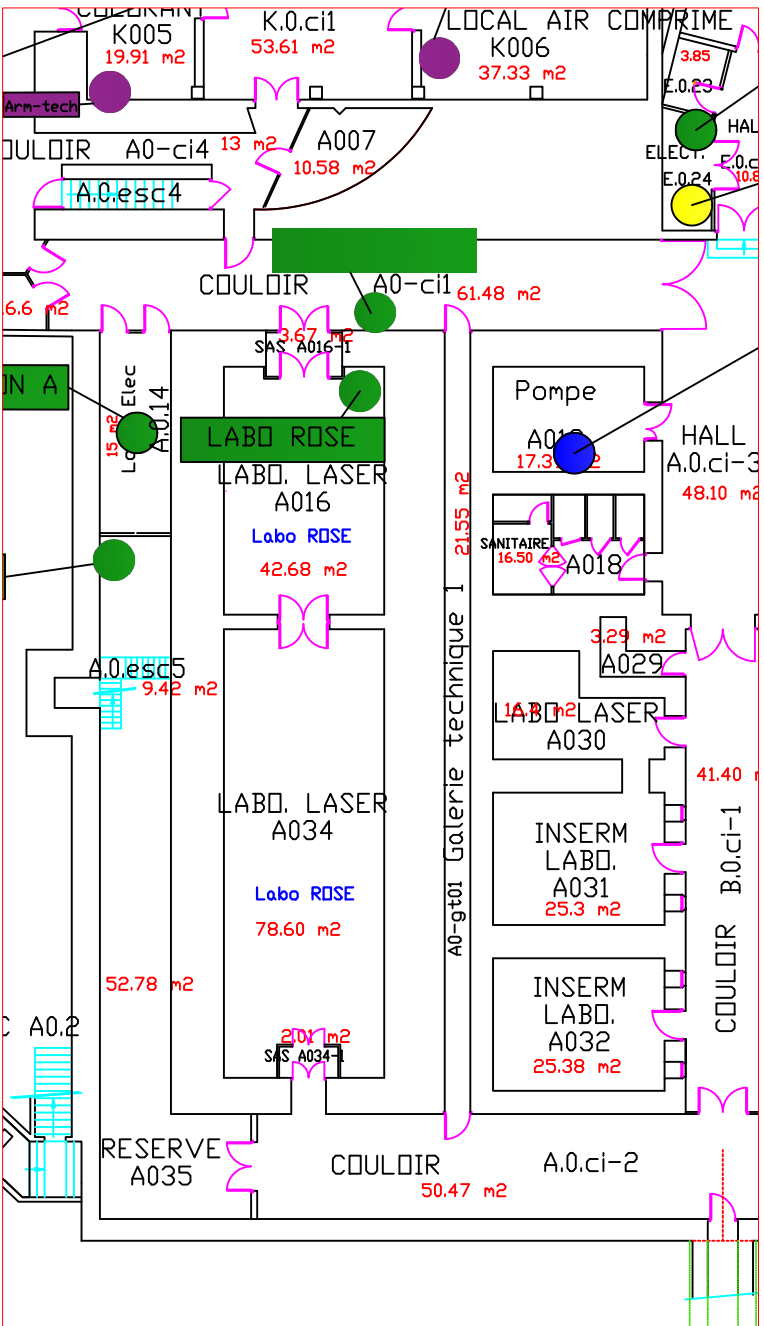 COLORANT
K005
19.91 m2
K.0.ci1
53.61 m2
LOCAL AIR COMPRIME
K006
37.33 m2
3.85
E.0.23
Arm-tech
A0-ci4
13 m2
A007
10.58 m2
ELECT.
E.0.24
A.0.esc4
COULOIR A0-ci1
61.48 m2
3.67 m2
SAS A016-1
15 m2
A.0.14
LABO ROSE
LABO. LASER
A016
Labo ROSE
42.68 m2
Pompe
HALL
A.0.ci-3
48.10 m2
SANITAIRE
16.50 m2
A018
21.55 m2
A0-gt01 Galerie technique 1
3.29 m2
A029
A.0.esc5
9.42 m2
LABO LASER
16.4 m2
A030
41.40
LABO. LASER
A034
Labo ROSE
78.60 m2
INSERM
LABO.
A031
25.3 m2
COULOIR B.0.ci-1
52.78 m2
INSERM
LABO.
A032
25.38 m2
A0.2
2.01 m2
SAS A034-1
RESERVE
A035
COULOIR A.0.ci-2
50.47 m2